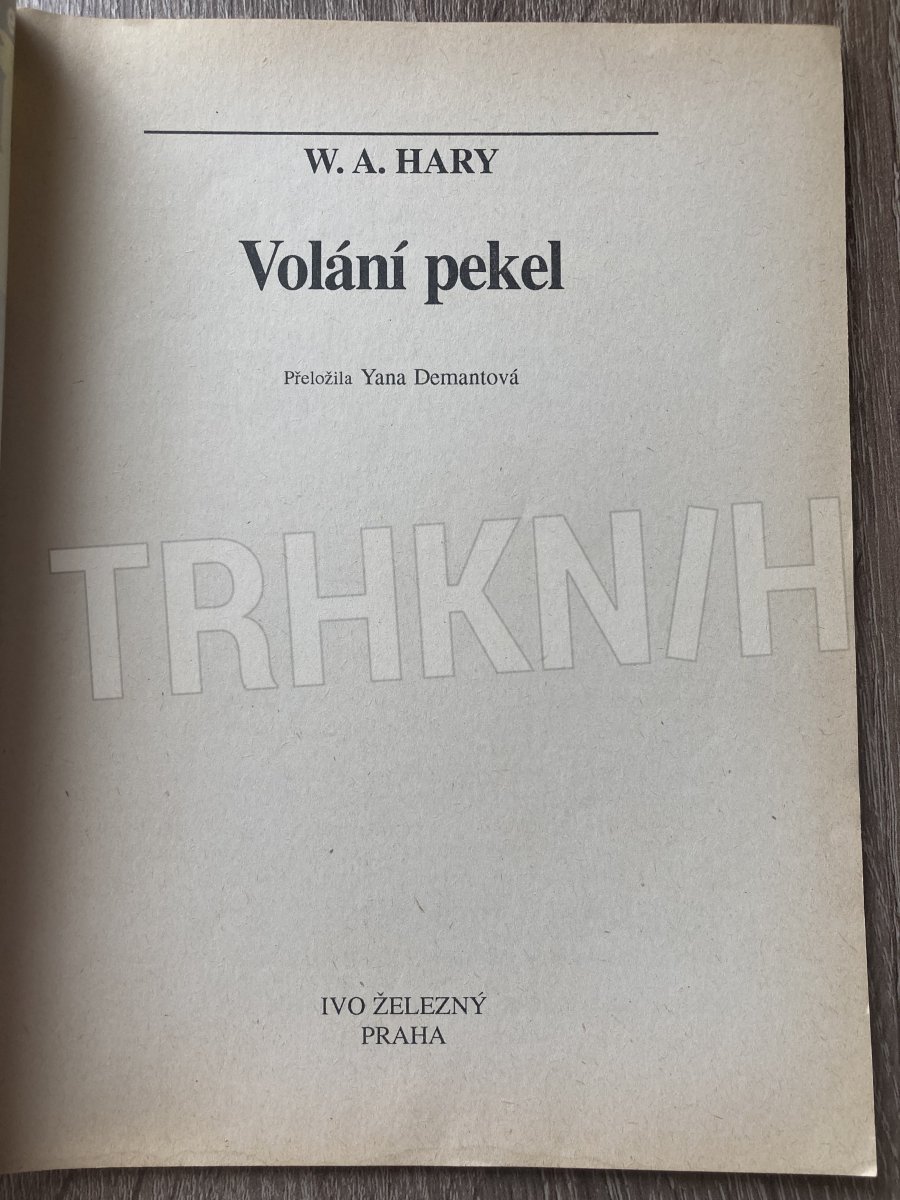 W. A. HARY
Volání pekel
Přeložila Yana Demantová
TRHKNIH
IVO ŽELEZNÝ
PRAHA